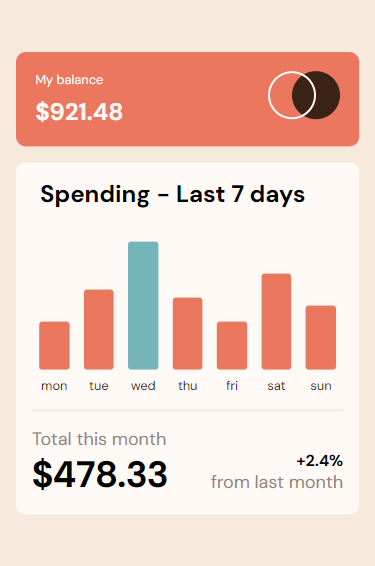 My balance
$921.48
Spending - Last 7 days
mon tue wed thu fri sat sun
Total this month
$478.33
+2.4%
from last month